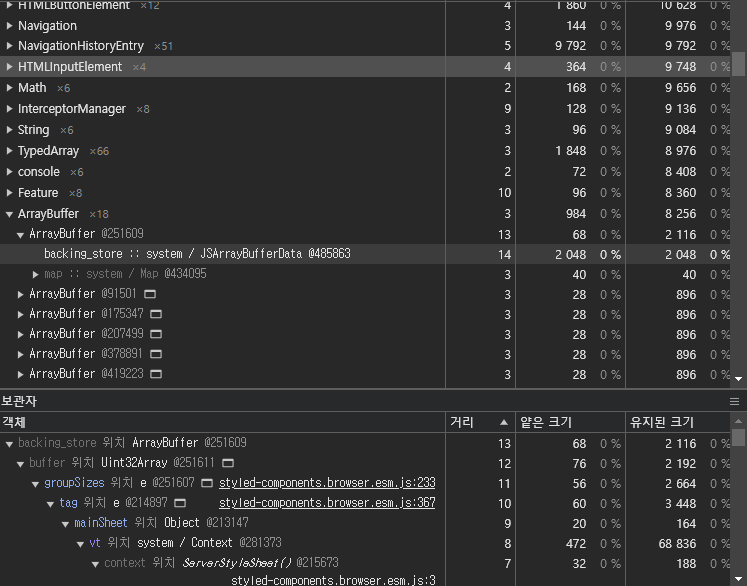 HTMLButtonElement ×12 4 1 860 0 % 10 628 0 %
Navigation 3 144 0 % 9 976 0 %
NavigationHistoryEntry ×51 5 9 792 0 % 9 792 0 %
HTMLInputElement ×4 4 364 0 % 9 748 0 %
Math ×6 2 168 0 % 9 656 0 %
InterceptorManager ×8 9 128 0 % 9 136 0 %
String ×6 3 96 0 % 9 084 0 %
TypedArray ×66 3 1 848 0 % 8 976 0 %
console ×6 2 72 0 % 8 408 0 %
Feature ×8 10 96 0 % 8 360 0 %
ArrayBuffer ×18 3 984 0 % 8 256 0 %
ArrayBuffer @251609 13 68 0 % 2 116 0 %
backing_store :: system / JSArrayBufferData @485863 14 2 048 0 % 2 048 0 %
map :: system / Map @434095 3 40 0 % 40 0 %
ArrayBuffer @91501 3 28 0 % 896 0 %
ArrayBuffer @175347 3 28 0 % 896 0 %
ArrayBuffer @207499 3 28 0 % 896 0 %
ArrayBuffer @378891 3 28 0 % 896 0 %
ArrayBuffer @419223 3 28 0 % 896 0 %
보관자
객체 거리 얕은 크기 유지된 크기
backing_store 위치 ArrayBuffer @251609 13 68 0 % 2 116 0 %
buffer 위치 Uint32Array @251611 12 76 0 % 2 192 0 %
groupSizes 위치 e @251607 styled-components.browser.esm.js:233 11 56 0 % 2 664 0 %
tag 위치 e @214897 styled-components.browser.esm.js:367 10 60 0 % 3 448 0 %
mainSheet 위치 Object @213147 9 20 0 % 164 0 %
vt 위치 system / Context @281373 8 472 0 % 68 836 0 %
context 위치 ServerStyleSheet() @215673 7 32 0 % 188 0 %
styled-components.browser.esm.js:3